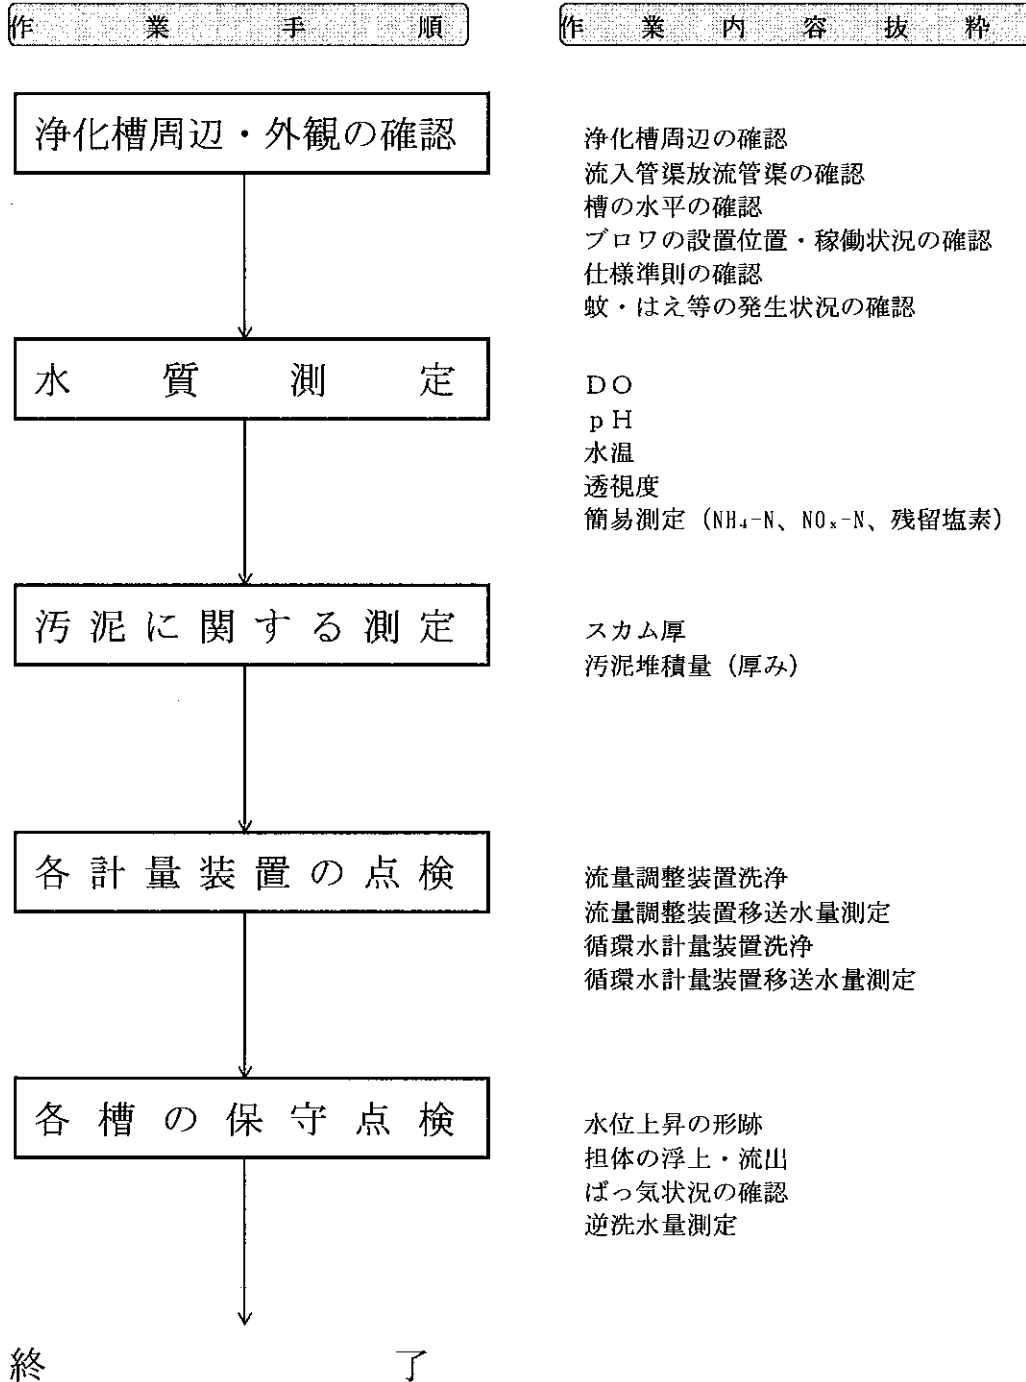 作業手順
作業内容抜粋
浄化槽周辺・外観の確認
浄化槽周辺の確認
流入管渠放流管渠の確認
槽の水平の確認
ブロワの設置位置・稼働状況の確認
仕様準則の確認
蚊・はえ等の発生状況の確認
水質測定
DO
pH
水温
透視度
簡易測定(NH₄-N、NOₓ-N、残留塩素)
汚泥に関する測定
スカム厚
汚泥堆積量(厚み)
各計量装置の点検
流量調整装置洗浄
流量調整装置移送水量測定
循環水計量装置洗浄
循環水計量装置移送水量測定
各槽の保守点検
水位上昇の形跡
担体の浮上・流出
ばっ気状況の確認
逆洗水量測定
終了